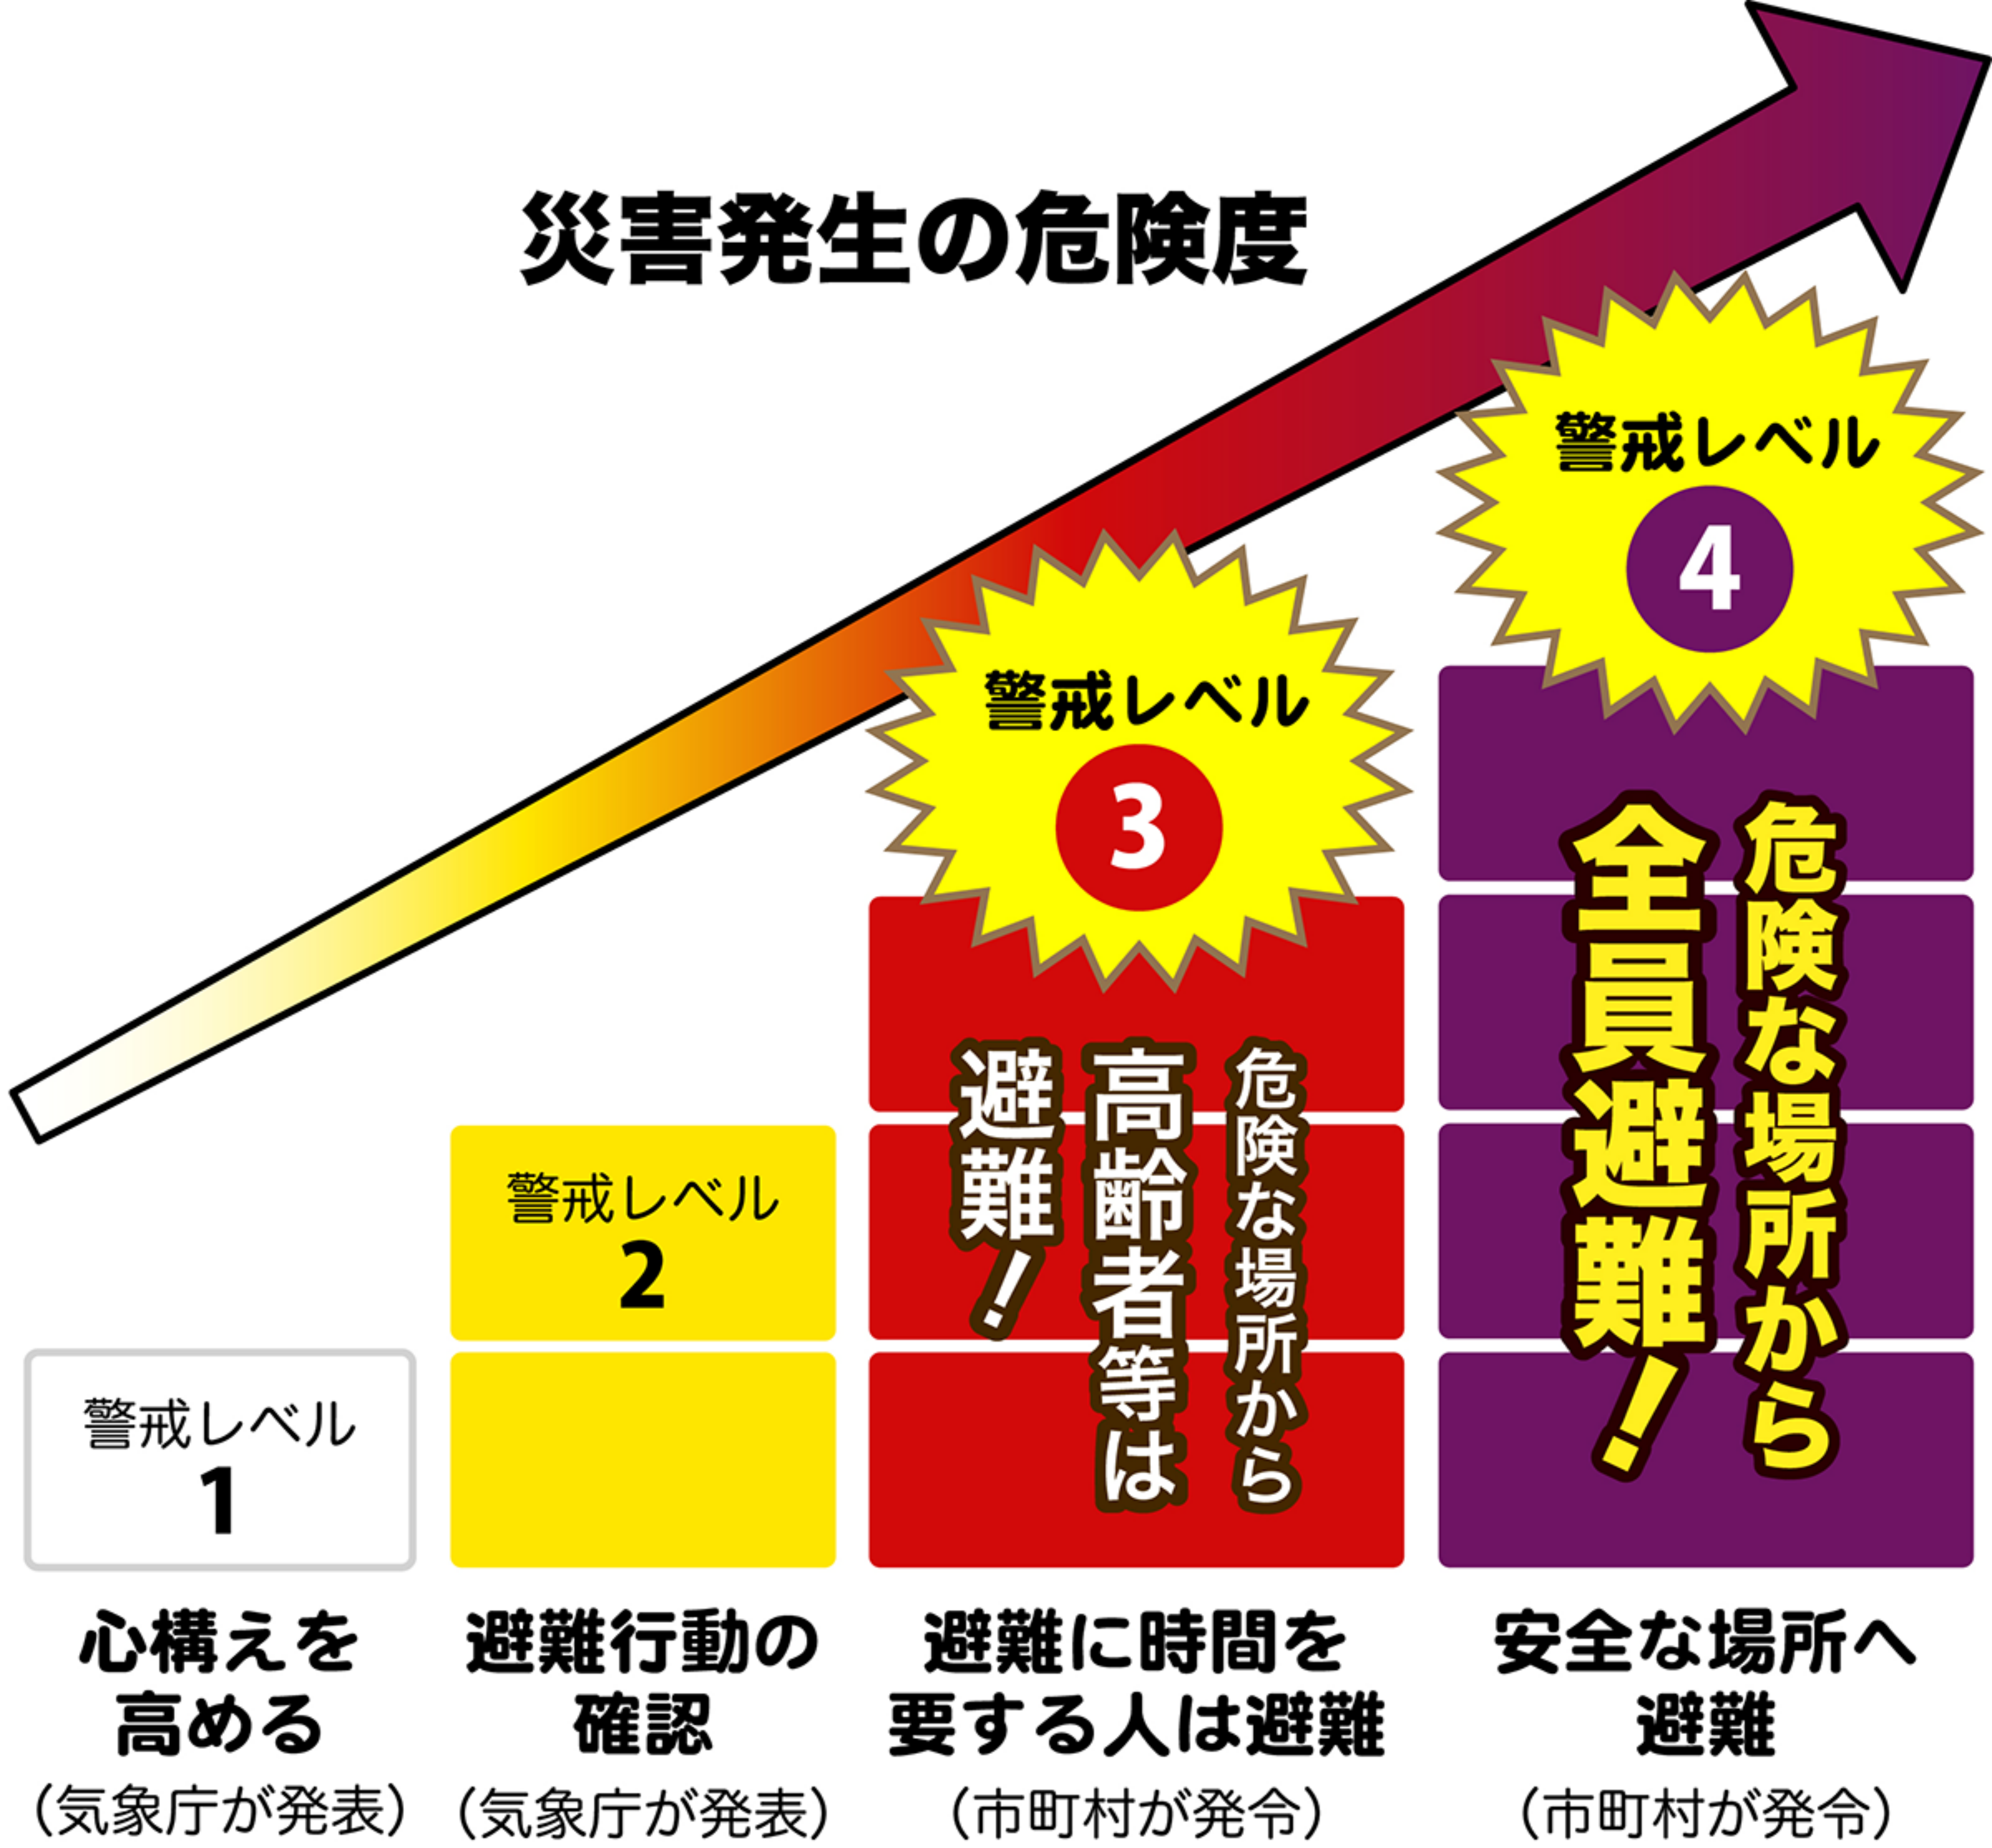 災害発生の危険度
警戒レベル
1
心構えを
高める
（気象庁が発表）
警戒レベル
2
避難行動の
確認
（気象庁が発表）
警戒レベル
3
危険な場所から
高齢者等は
避難！
避難に時間を
要する人は避難
（市町村が発令）
警戒レベル
4
危険な場所から
全員避難！
安全な場所へ
避難
（市町村が発令）